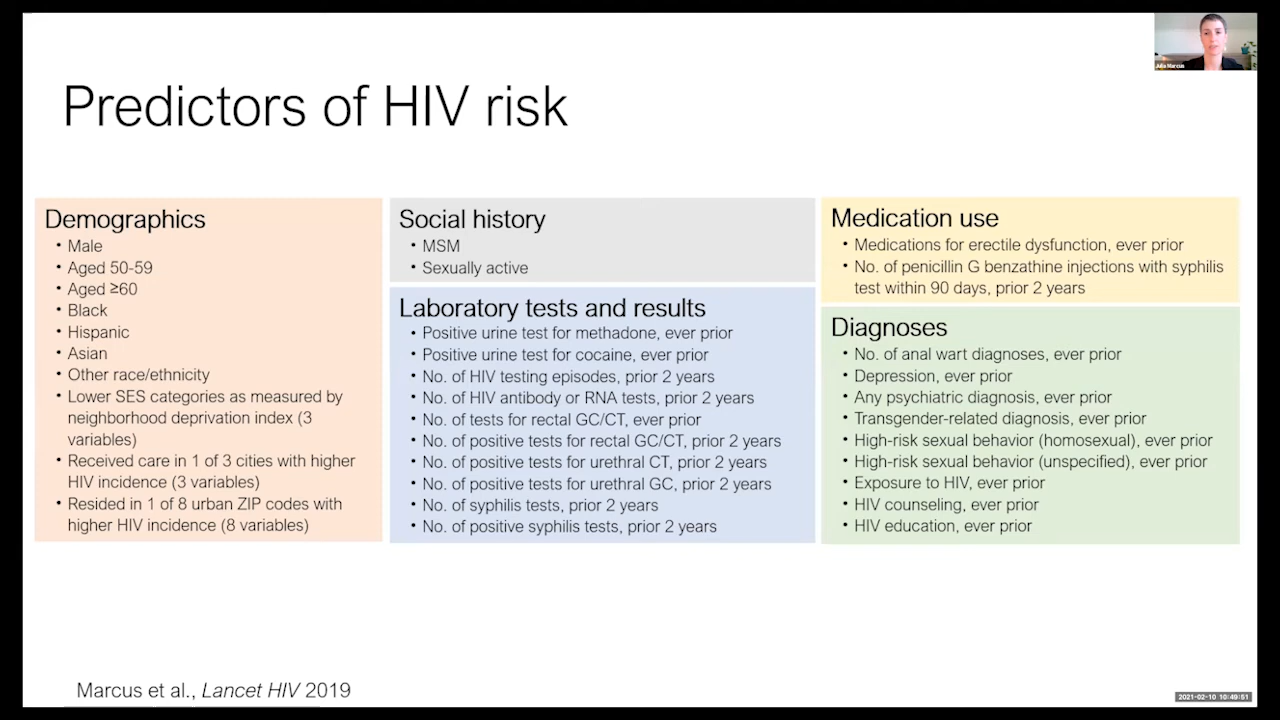 Julia Marcus
Predictors of HIV risk
Demographics
• Male
• Aged 50-59
• Aged ≥60
• Black
• Hispanic
• Asian
• Other race/ethnicity
• Lower SES categories as measured by
neighborhood deprivation index (3
variables)
• Received care in 1 of 3 cities with higher
HIV incidence (3 variables)
• Resided in 1 of 8 urban ZIP codes with
higher HIV incidence (8 variables)
Social history
• MSM
• Sexually active
Laboratory tests and results
• Positive urine test for methadone, ever prior
• Positive urine test for cocaine, ever prior
• No. of HIV testing episodes, prior 2 years
• No. of HIV antibody or RNA tests, prior 2 years
• No. of tests for rectal GC/CT, ever prior
• No. of positive tests for rectal GC/CT, prior 2 years
• No. of positive tests for urethral CT, prior 2 years
• No. of positive tests for urethral GC, prior 2 years
• No. of syphilis tests, prior 2 years
• No. of positive syphilis tests, prior 2 years
Medication use
• Medications for erectile dysfunction, ever prior
• No. of penicillin G benzathine injections with syphilis
test within 90 days, prior 2 years
Diagnoses
• No. of anal wart diagnoses, ever prior
• Depression, ever prior
• Any psychiatric diagnosis, ever prior
• Transgender-related diagnosis, ever prior
• High-risk sexual behavior (homosexual), ever prior
• High-risk sexual behavior (unspecified), ever prior
• Exposure to HIV, ever prior
• HIV counseling, ever prior
• HIV education, ever prior
Marcus et al., Lancet HIV 2019
2021-02-10 10:49:51